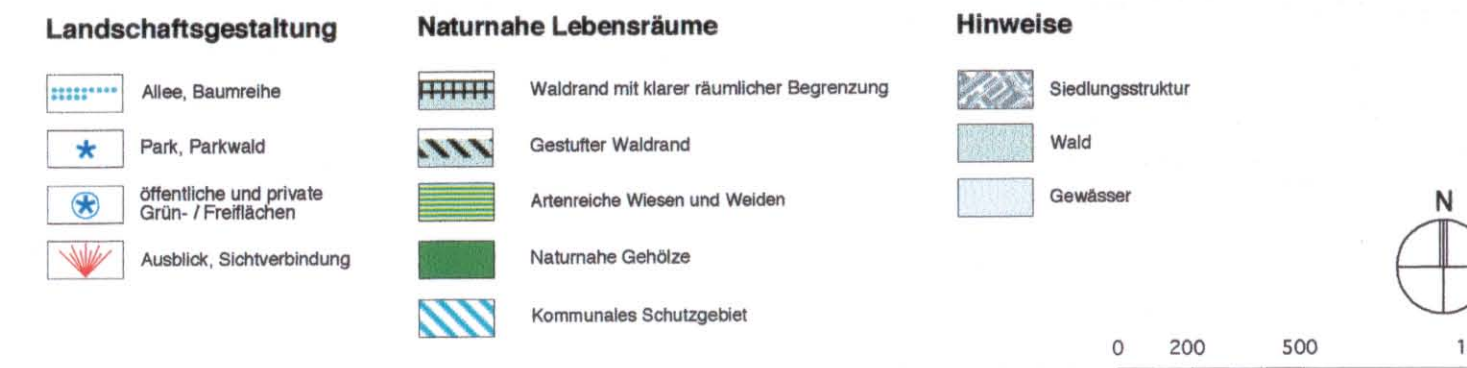 Landschaftsgestaltung
Allee, Baumreihe
Park, Parkwald
öffentliche und private
Grün- / Freiflächen
Ausblick, Sichtverbindung
Naturnahe Lebensräume
Waldrand mit klarer räumlicher Begrenzung
Gestufter Waldrand
Artenreiche Wiesen und Weiden
Naturnahe Gehölze
Kommunales Schutzgebiet
Hinweise
Siedlungsstruktur
Wald
Gewässer
N
0 200 500 1